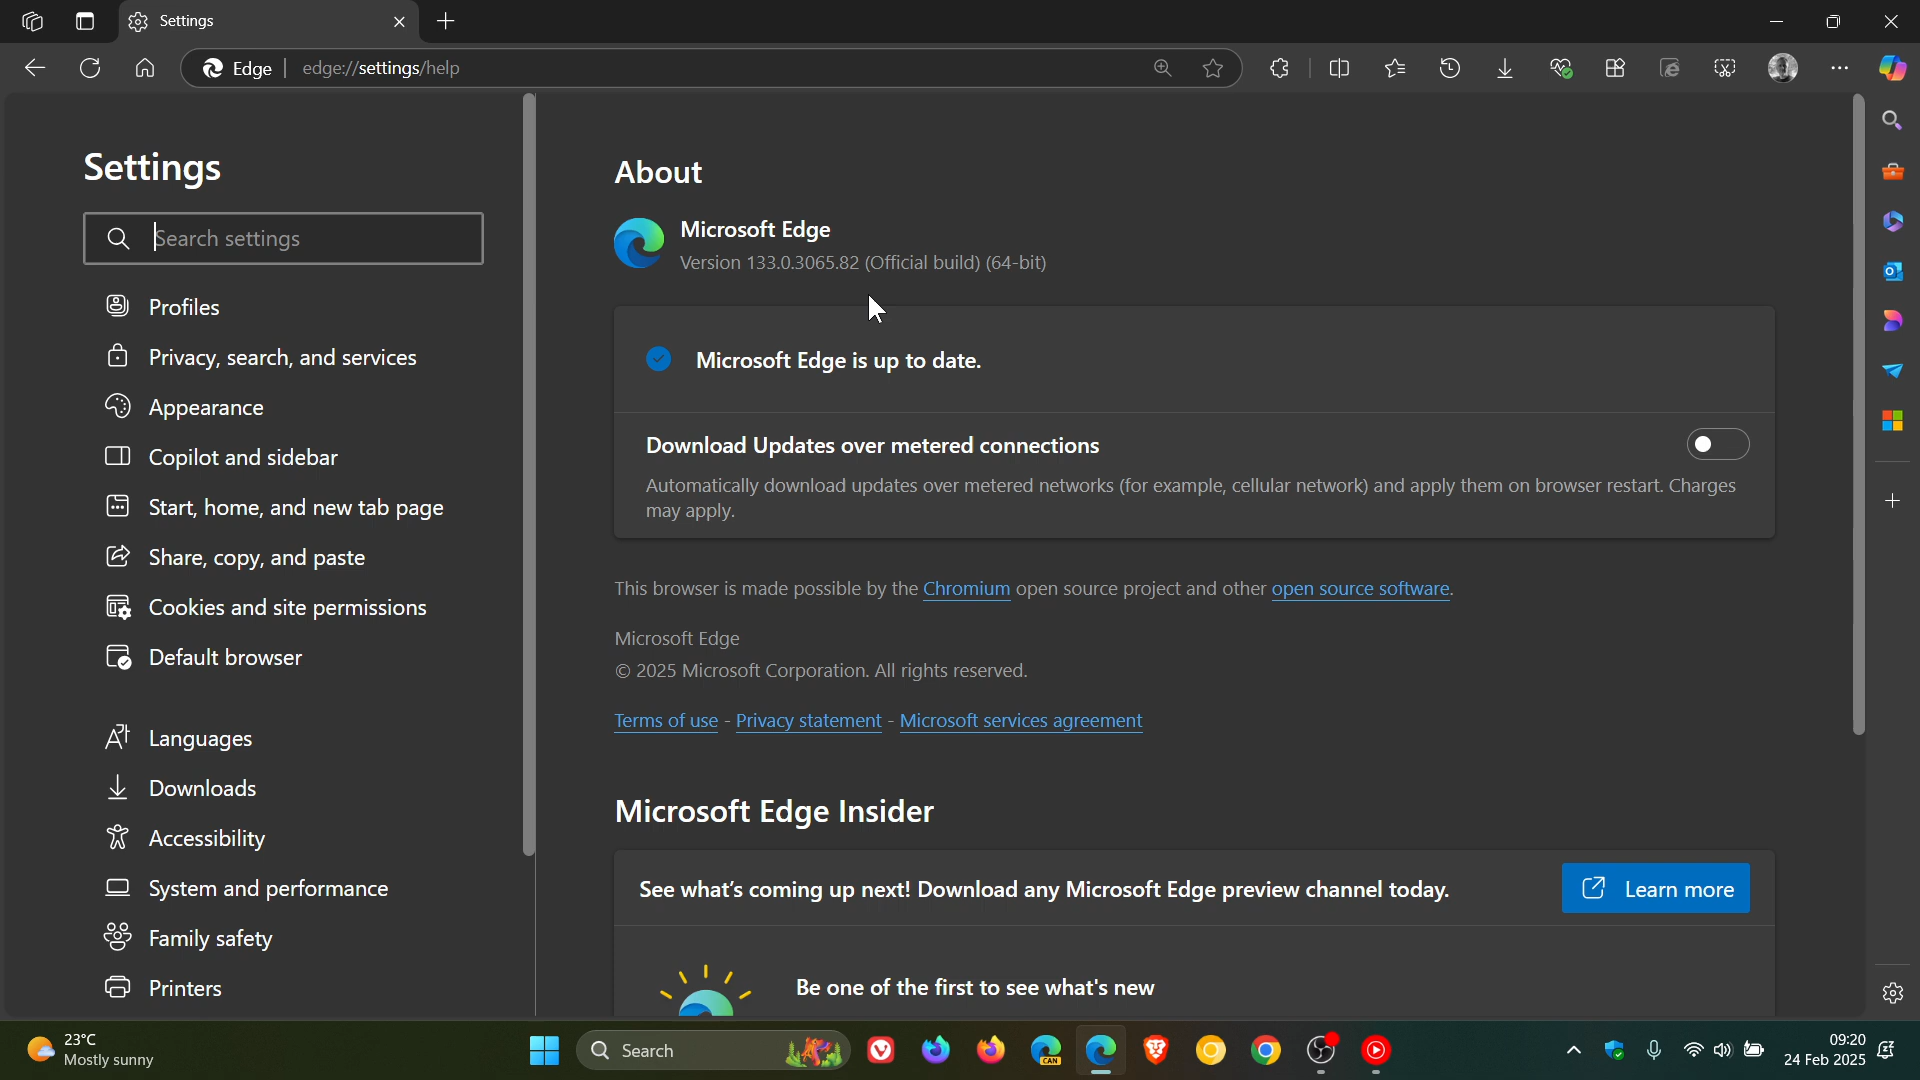 Settings
Edge
edge://settings/help
Settings
Search settings
Profiles
Privacy, search, and services
Appearance
Copilot and sidebar
Start, home, and new tab page
Share, copy, and paste
Cookies and site permissions
Default browser
Languages
Downloads
Accessibility
System and performance
Family safety
Printers
About
Microsoft Edge
Version 133.0.3065.82 (Official build) (64-bit)
Microsoft Edge is up to date.
Download Updates over metered connections
Automatically download updates over metered networks (for example, cellular network) and apply them on browser restart. Charges
may apply.
This browser is made possible by the Chromium open source project and other open source software.
Microsoft Edge
© 2025 Microsoft Corporation. All rights reserved.
Terms of use - Privacy statement - Microsoft services agreement
Microsoft Edge Insider
See what's coming up next! Download any Microsoft Edge preview channel today.
Learn more
Be one of the first to see what's new
23°C
Mostly sunny
Search
CAN
09:20
24 Feb 2025